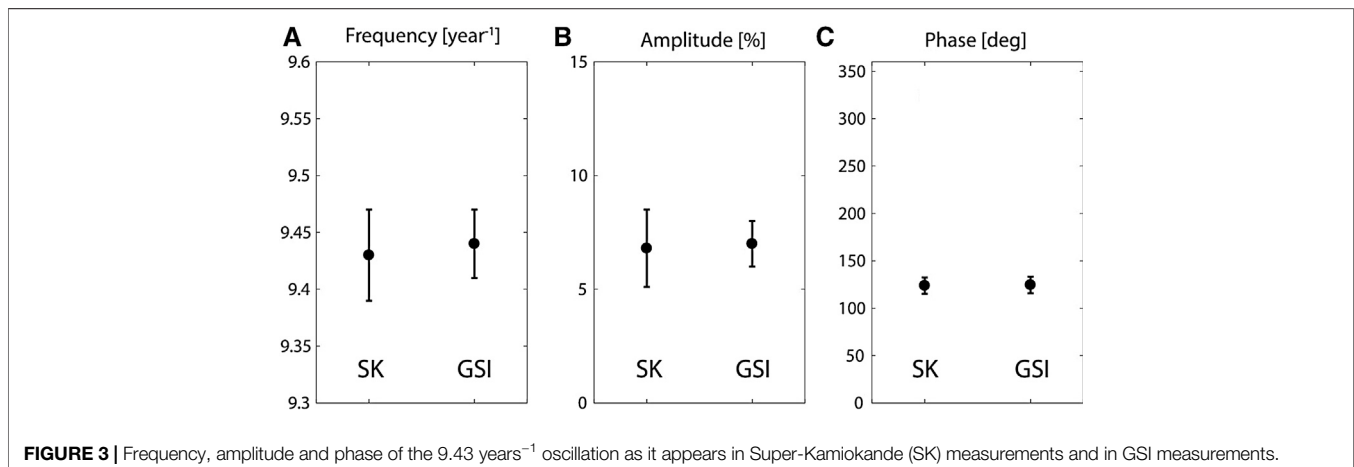 A Frequency [year⁻¹] B Amplitude [%] C Phase [deg]
9.6 15 350
9.55 300
9.5 10 250
200
9.45 150
9.4 5 100
9.35 50
SK GSI SK GSI SK GSI
9.3 0 0
FIGURE 3 | Frequency, amplitude and phase of the 9.43 years⁻¹ oscillation as it appears in Super-Kamiokande (SK) measurements and in GSI measurements.